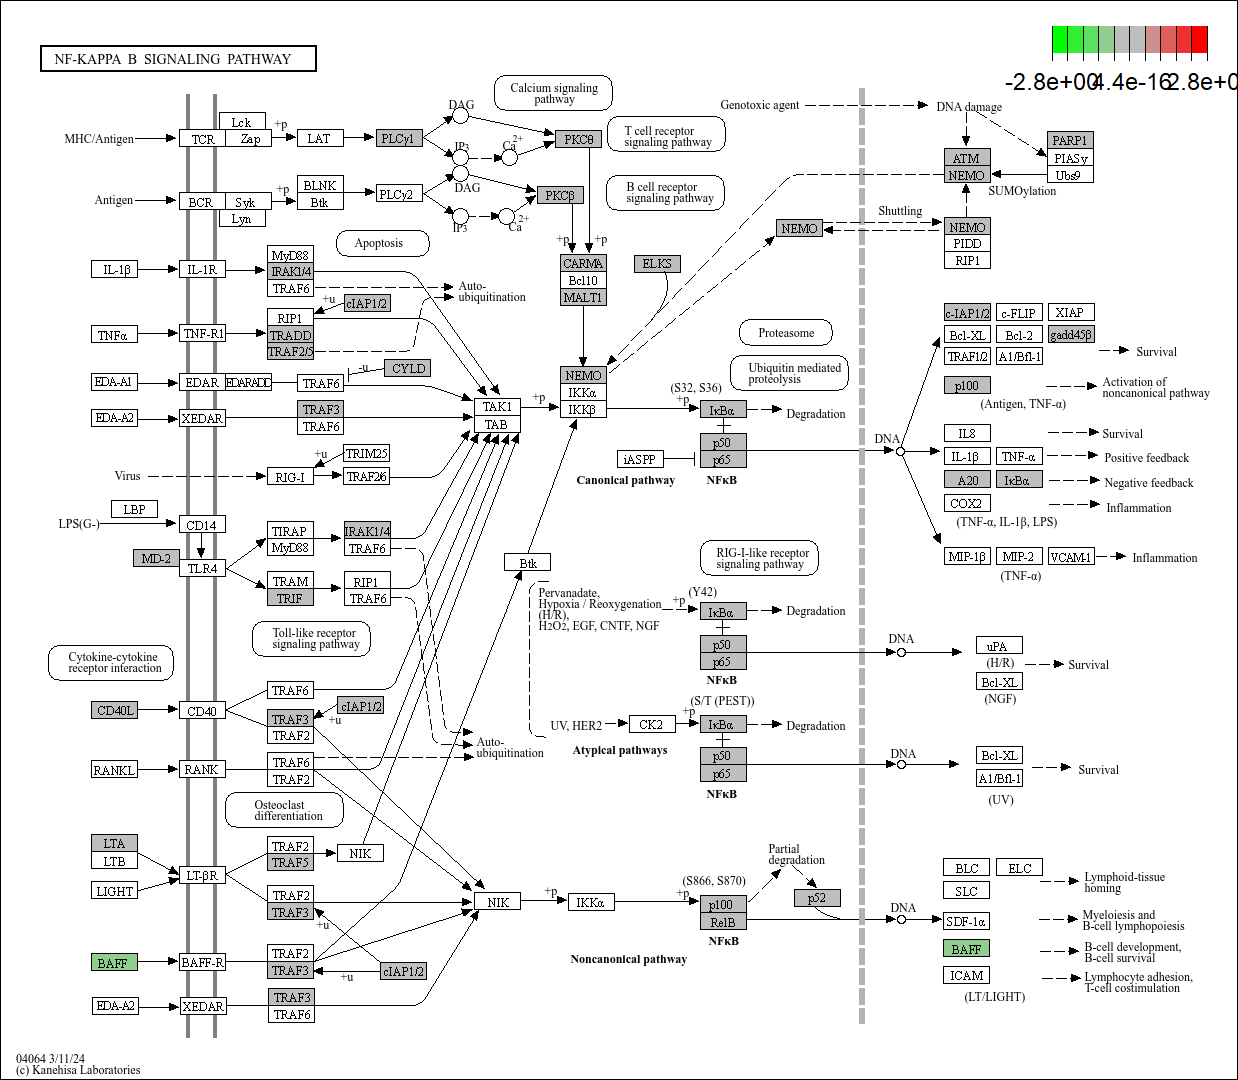 NF-KAPPA B SIGNALING PATHWAY
-2.8e+00
4.4e-16
2.8e+0
Calcium signaling
pathway
T cell receptor
signaling pathway
B cell receptor
signaling pathway
Apoptosis
Proteasome
Ubiquitin mediated
proteolysis
RIG-I-like receptor
signaling pathway
Toll-like receptor
signaling pathway
Cytokine-cytokine
receptor interaction
Osteoclast
differentiation
MHC/Antigen
TCR
Lck
Zap
+p
LAT
PLCγ1
DAG
IP3
Ca2+
PKCθ
Antigen
BCR
Syk
Lyn
+p
BLNK
Btk
PLCγ2
DAG
IP3
Ca2+
PKCβ
+p
+p
CARMA
Bcl10
MALT1
ELKS
Genotoxic agent
DNA damage
ATM
NEMO
PARP1
PIASy
Ubs9
SUMOylation
Shuttling
NEMO
NEMO
PIDD
RIP1
IL-1β
IL-1R
MyD88
IRAK1/4
TRAF6
Auto-
ubiquitination
+u
cIAP1/2
TNFα
TNF-R1
RIP1
TRADD
TRAF2/5
-u
CYLD
EDA-A1
EDAR
EDARADD
TRAF6
EDA-A2
XEDAR
TRAF3
TRAF6
TAK1
TAB
+p
NEMO
IKKα
IKKβ
(S32, S36)
+p
IκBα
Degradation
p50
p65
NFκB
iASPP
Canonical pathway
DNA
c-IAP1/2
c-FLIP
XIAP
Bcl-XL
Bcl-2
gadd45β
TRAF1/2
A1/Bfl-1
Survival
p100
(Antigen, TNF-α)
Activation of
noncanonical pathway
IL8
Survival
IL-1β
TNF-α
Positive feedback
A20
IκBα
Negative feedback
COX2
Inflammation
(TNF-α, IL-1β, LPS)
MIP-1β
MIP-2
VCAM-1
Inflammation
(TNF-α)
Virus
RIG-I
+u
TRIM25
TRAF2/6
LPS(G-)
LBP
CD14
MD-2
TLR4
TIRAP
MyD88
IRAK1/4
TRAF6
TRAM
TRIF
RIP1
TRAF6
Btk
Pervanadate,
Hypoxia / Reoxygenation
(H/R),
H2O2, EGF, CNTF, NGF
+p
(Y42)
IκBα
Degradation
p50
p65
NFκB
DNA
uPA
(H/R)
Bcl-XL
(NGF)
Survival
CD40L
CD40
TRAF6
TRAF3
TRAF2
cIAP1/2
+u
Auto-
ubiquitination
UV, HER2
CK2
+p
(S/T (PEST))
IκBα
Degradation
Atypical pathways
p50
p65
NFκB
DNA
Bcl-XL
A1/Bfl-1
(UV)
Survival
RANKL
RANK
TRAF6
TRAF2
LTA
LTB
LIGHT
LT-βR
TRAF2
TRAF5
NIK
TRAF2
TRAF3
+u
NIK
+p
IKKα
(S866, S870)
+p
p100
RelB
NFκB
Partial
degradation
p52
DNA
Noncanonical pathway
BLC
ELC
SLC
Lymphoid-tissue
homing
SDF-1α
Myeloiesis and
B-cell lymphopoiesis
BAFF
B-cell development,
B-cell survival
ICAM
Lymphocyte adhesion,
T-cell costimulation
(LT/LIGHT)
BAFF
BAFF-R
TRAF2
TRAF3
+u
cIAP1/2
EDA-A2
XEDAR
TRAF3
TRAF6
04064 3/11/24
(c) Kanehisa Laboratories